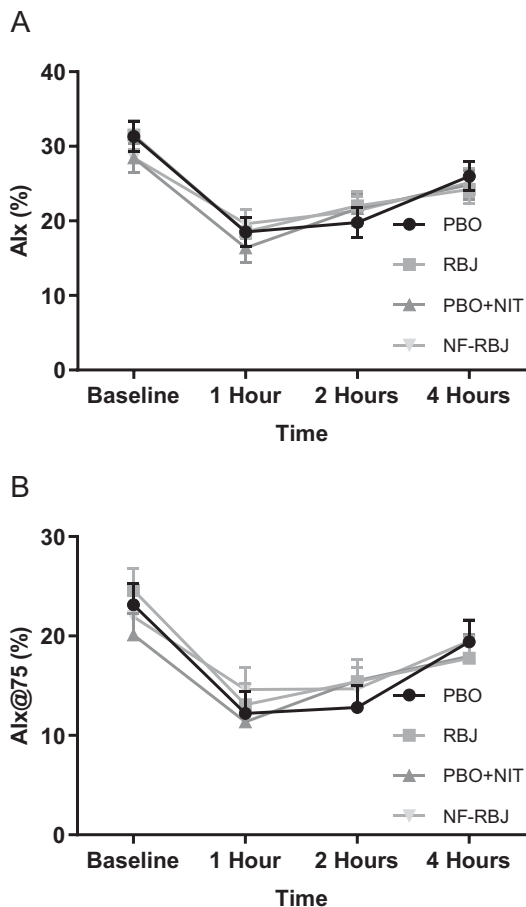 A
40
30
20
10
0
AIx (%)
PBO
RBJ
PBO+NIT
NF-RBJ
Baseline 1 Hour 2 Hours 4 Hours
Time
B
30
20
10
0
AIx@75 (%)
PBO
RBJ
PBO+NIT
NF-RBJ
Baseline 1 Hour 2 Hours 4 Hours
Time